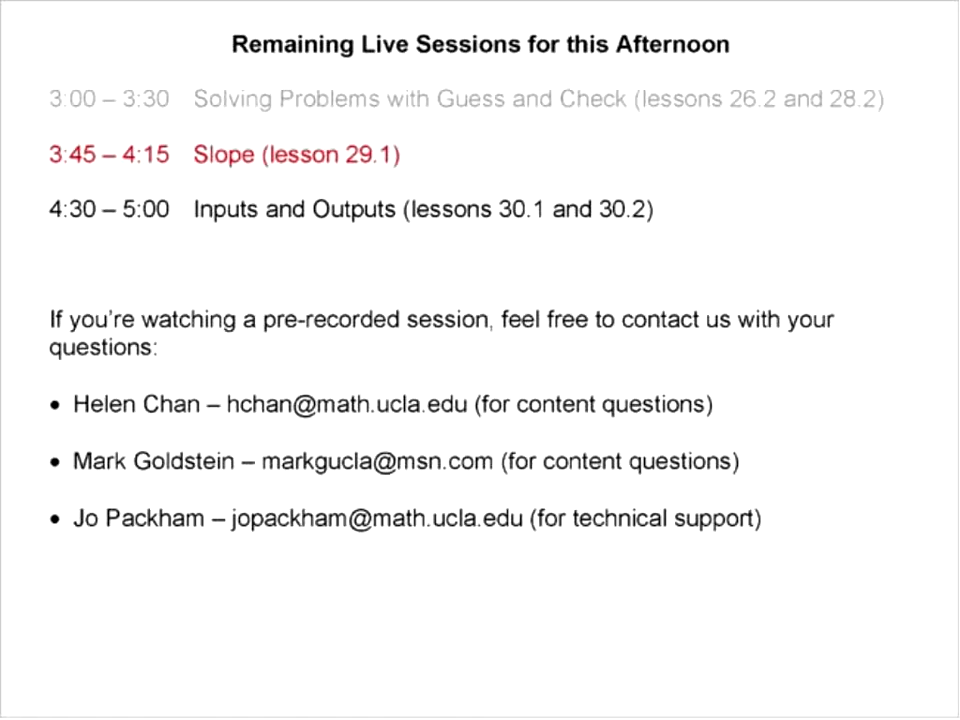 Remaining Live Sessions for this Afternoon
3:00 – 3:30 Solving Problems with Guess and Check (lessons 26.2 and 28.2)
3:45 – 4:15 Slope (lesson 29.1)
4:30 – 5:00 Inputs and Outputs (lessons 30.1 and 30.2)
If you're watching a pre-recorded session, feel free to contact us with your
questions:
• Helen Chan – hchan@math.ucla.edu (for content questions)
• Mark Goldstein – markgucla@msn.com (for content questions)
• Jo Packham – jopackham@math.ucla.edu (for technical support)